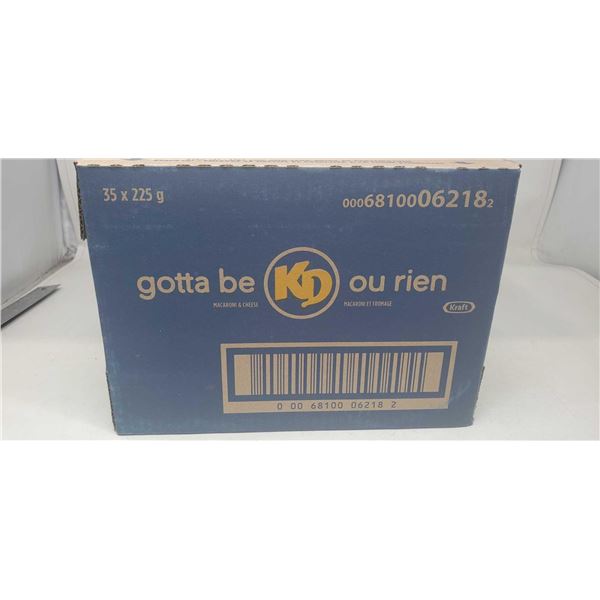 35 x 225 g
00068100062182
gotta be KD ou rien
MACARONI & CHEESE MACARONI ET FROMAGE
Kraft
0 00 68100 06218 2